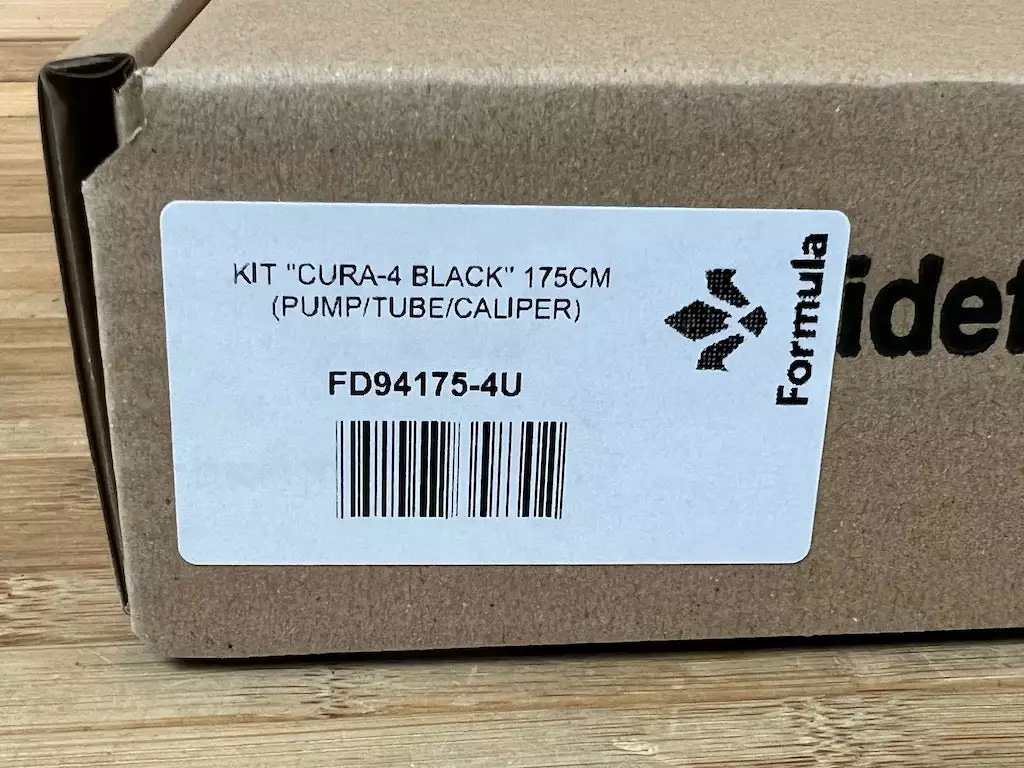 KIT "CURA-4 BLACK" 175CM
(PUMP/TUBE/CALIPER)
FD94175-4U
Formula